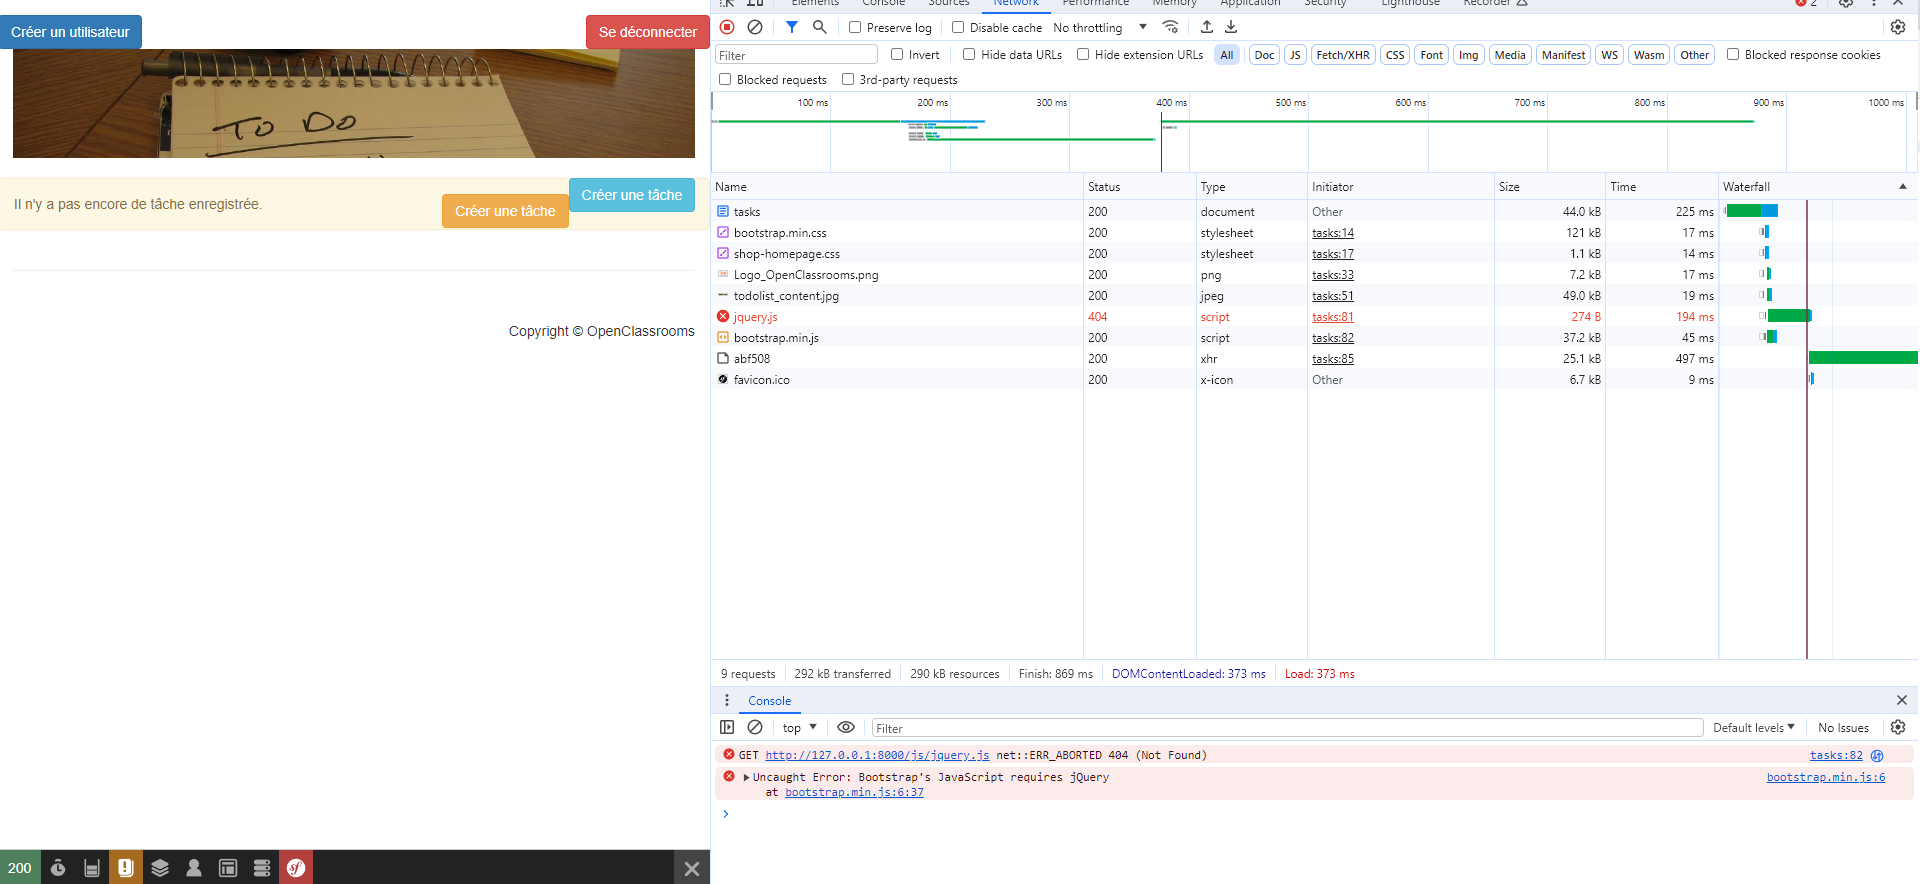 Créer un utilisateur
Se déconnecter
TO DO
Il n'y a pas encore de tâche enregistrée.
Créer une tâche
Créer une tâche
Copyright © OpenClassrooms
200
Elements Console Sources Network Performance Memory Application Security Lighthouse Recorder 2
Preserve log Disable cache No throttling
Filter Invert Hide data URLs Hide extension URLs All Doc JS Fetch/XHR CSS Font Img Media Manifest WS Wasm Other Blocked response cookies
Blocked requests 3rd-party requests
100 ms 200 ms 300 ms 400 ms 500 ms 600 ms 700 ms 800 ms 900 ms 1000 ms
Name Status Type Initiator Size Time Waterfall
tasks 200 document Other 44.0 kB 225 ms
bootstrap.min.css 200 stylesheet tasks:14 121 kB 17 ms
shop-homepage.css 200 stylesheet tasks:17 1.1 kB 14 ms
Logo_OpenClassrooms.png 200 png tasks:33 7.2 kB 17 ms
todolist_content.jpg 200 jpeg tasks:51 49.0 kB 19 ms
jquery.js 404 script tasks:81 274 B 194 ms
bootstrap.min.js 200 script tasks:82 37.2 kB 45 ms
abf508 200 xhr tasks:85 25.1 kB 497 ms
favicon.ico 200 x-icon Other 6.7 kB 9 ms
9 requests 292 kB transferred 290 kB resources Finish: 869 ms DOMContentLoaded: 373 ms Load: 373 ms
Console
top Filter Default levels No Issues
GET http://127.0.0.1:8000/js/jquery.js net::ERR_ABORTED 404 (Not Found) tasks:82
Uncaught Error: Bootstrap's JavaScript requires jQuery bootstrap.min.js:6
at bootstrap.min.js:6:37